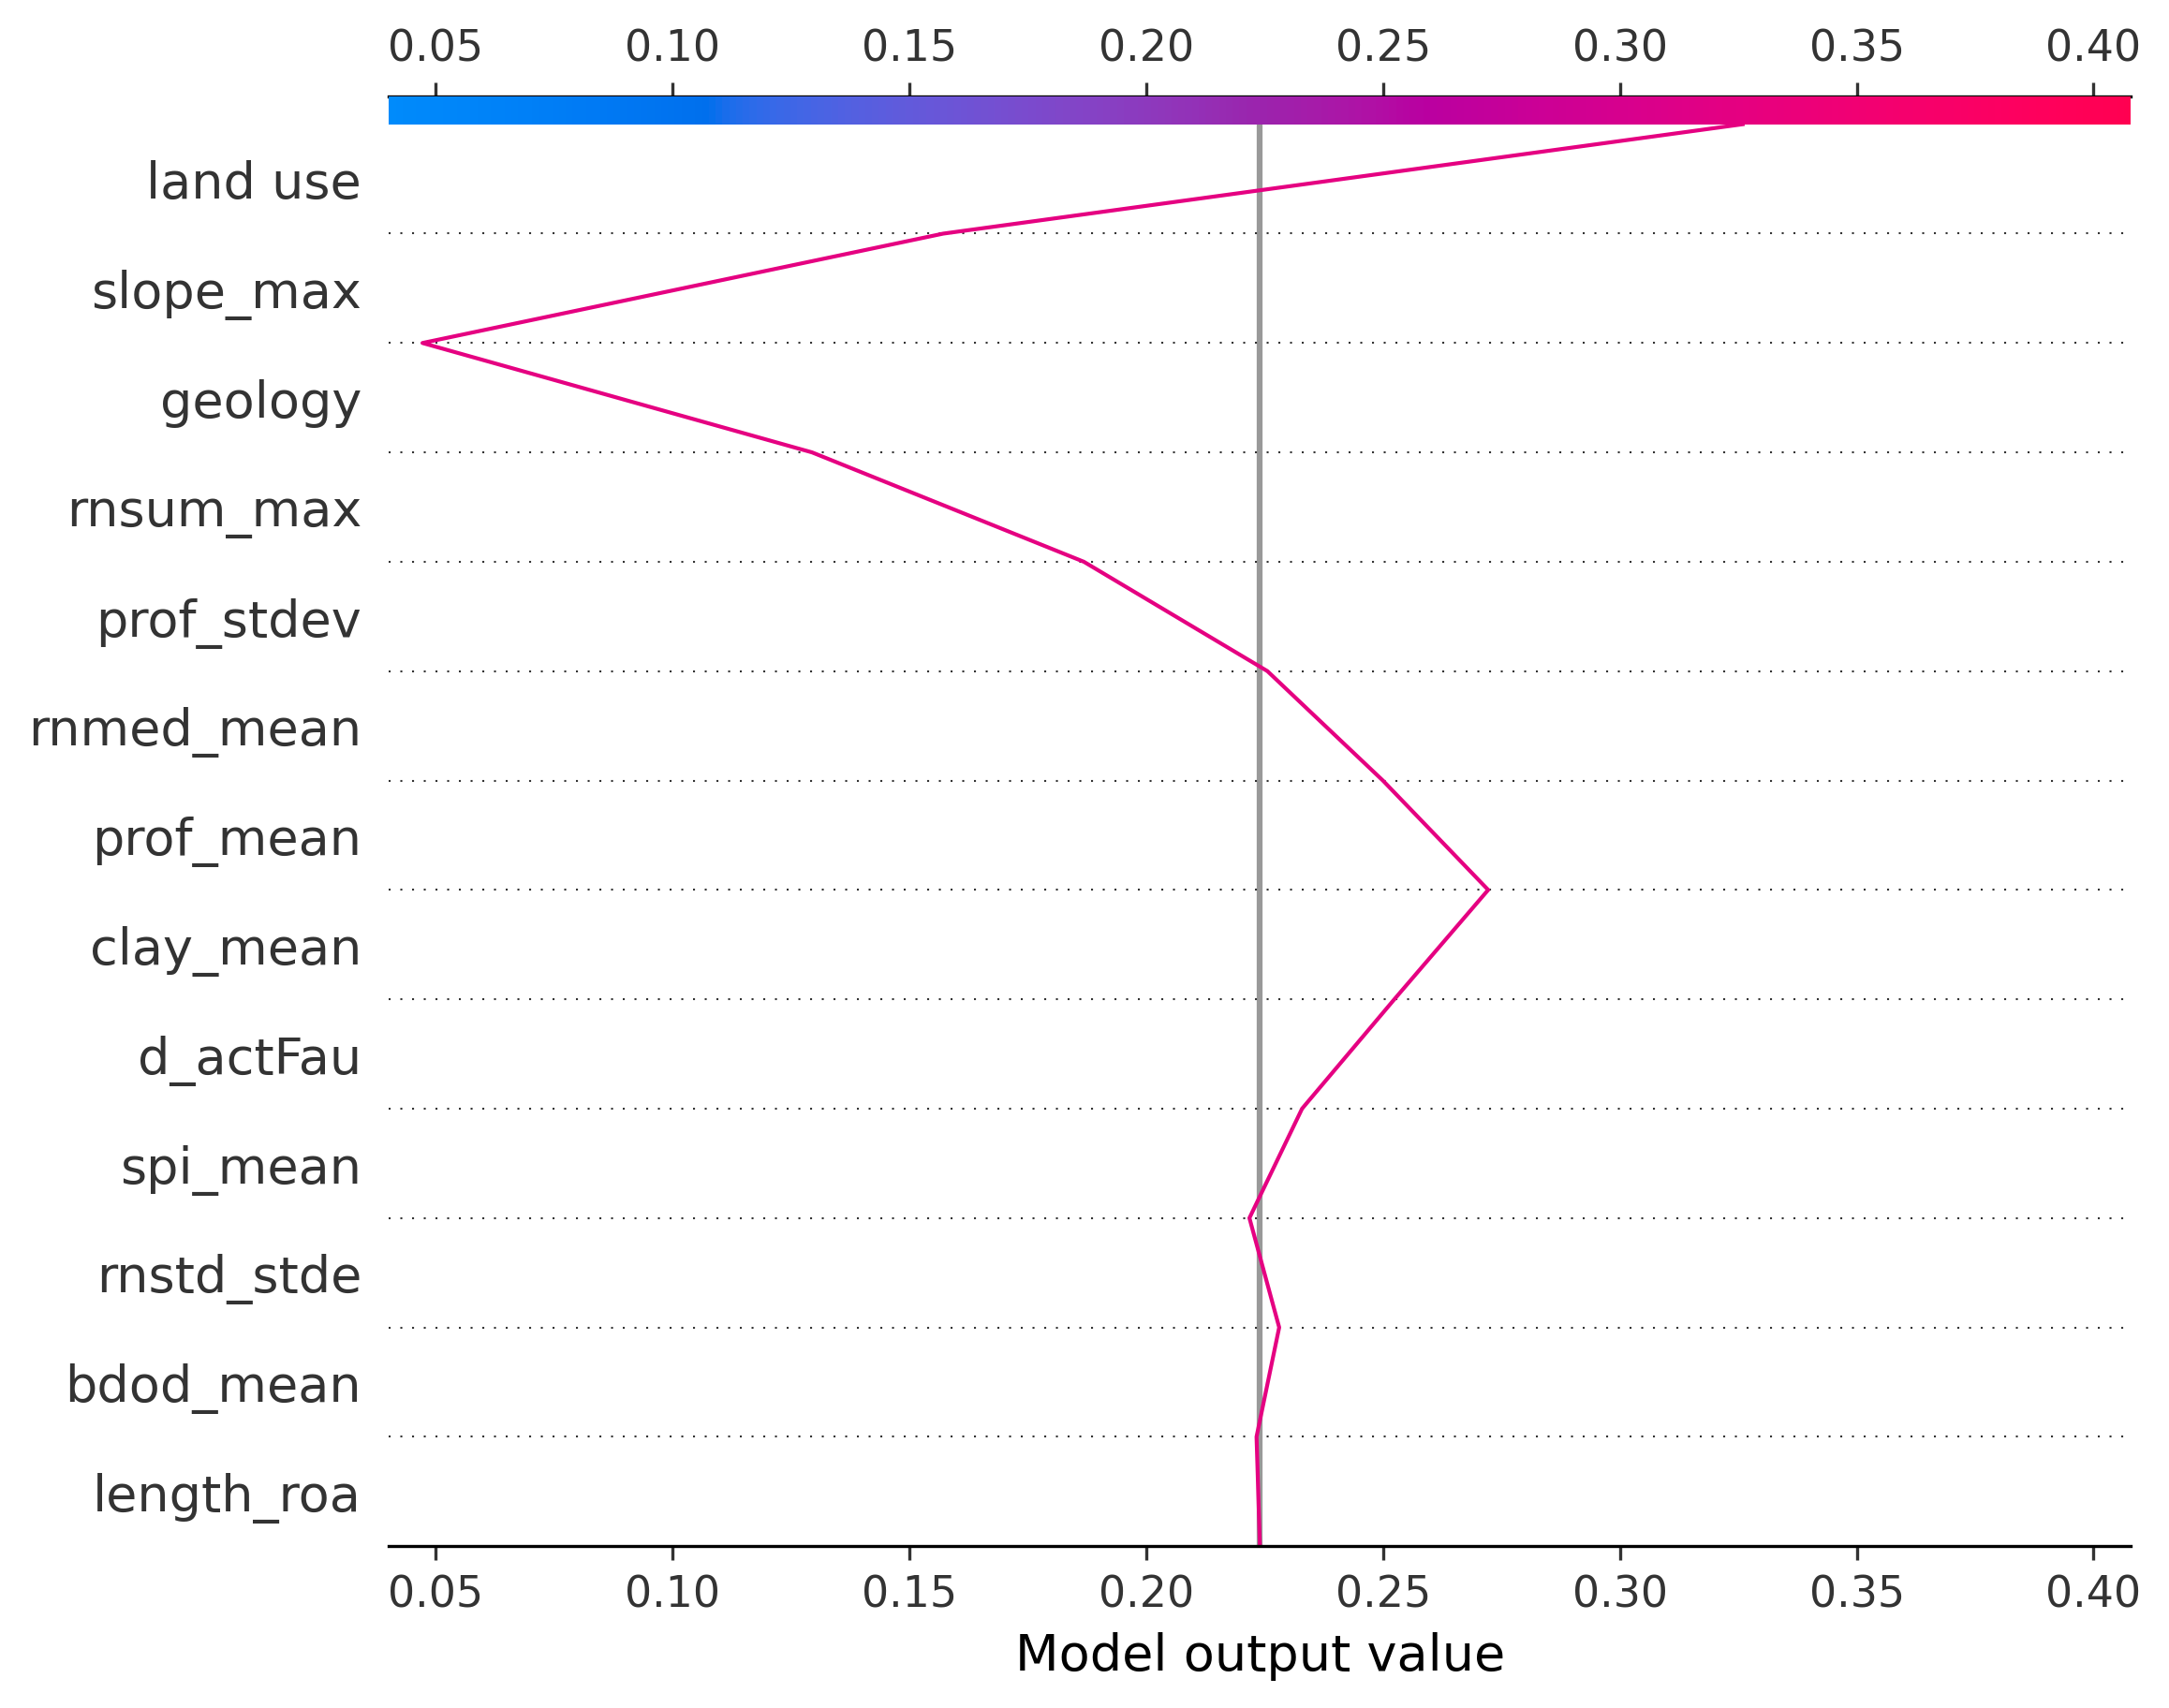 0.05 0.10 0.15 0.20 0.25 0.30 0.35 0.40
land use
slope_max
geology
rnsum_max
prof_stdev
rnmed_mean
prof_mean
clay_mean
d_actFau
spi_mean
rnstd_stde
bdod_mean
length_roa
0.05 0.10 0.15 0.20 0.25 0.30 0.35 0.40
Model output value